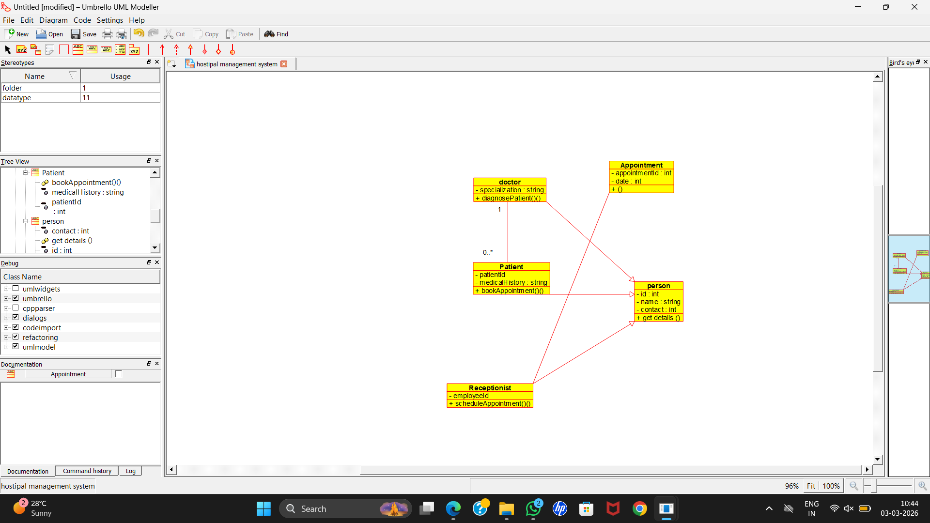 Untitled [modified] – Umbrello UML Modeller
File Edit Diagram Code Settings Help
New Open Save Cut Copy Paste Find
Stereotypes
Name Usage
folder 1
datatype 11
Tree View
Patient
bookAppointment()()
medicalHistory : string
patientId
: int
person
contact : int
get details ()
id : int
Debug
Class Name
umlwidgets
umbrello
cppparser
dialogs
codeimport
refactoring
umlmodel
Documentation
Appointment
Documentation Command history Log
hostipal management system
hostipal management system
Bird's eye
doctor
- specialization : string
+ diagnosePatient()()
1
0..*
Patient
- patientId
- medicalHistory : string
+ bookAppointment()()
Appointment
- appointmentId : int
- date : int
+ ()
person
- id : int
- name : string
- contact : int
+ get details ()
Receptionist
- employeeId
+ scheduleAppointment()()
96% Fit 100%
2
28°C
Sunny
Search
2
ENG
IN
10:44
03-03-2026